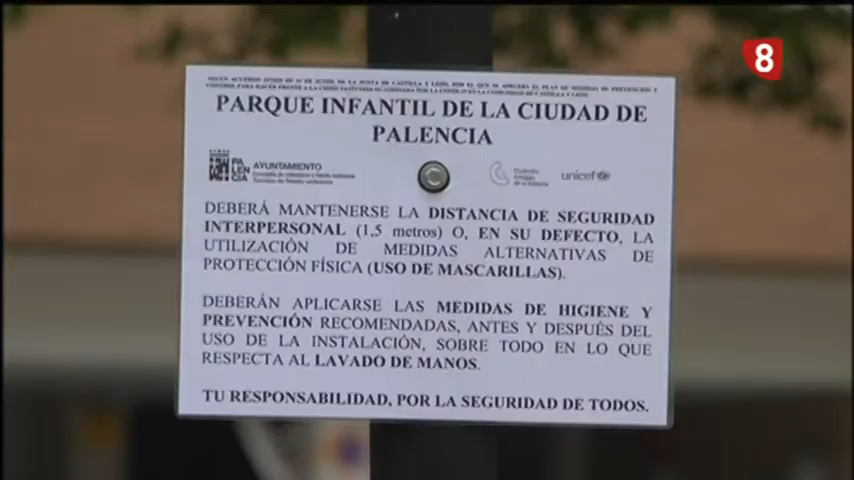 8
PARQUE INFANTIL DE LA CIUDAD DE
PALENCIA
PALENCIA
AYUNTAMIENTO
unicef
DEBERÁ MANTENERSE LA DISTANCIA DE SEGURIDAD
INTERPERSONAL (1,5 metros) O, EN SU DEFECTO, LA
UTILIZACIÓN DE MEDIDAS ALTERNATIVAS DE
PROTECCIÓN FÍSICA (USO DE MASCARILLAS).
DEBERÁN APLICARSE LAS MEDIDAS DE HIGIENE Y
PREVENCIÓN RECOMENDADAS, ANTES Y DESPUÉS DEL
USO DE LA INSTALACIÓN, SOBRE TODO EN LO QUE
RESPECTA AL LAVADO DE MANOS.
TU RESPONSABILIDAD, POR LA SEGURIDAD DE TODOS.